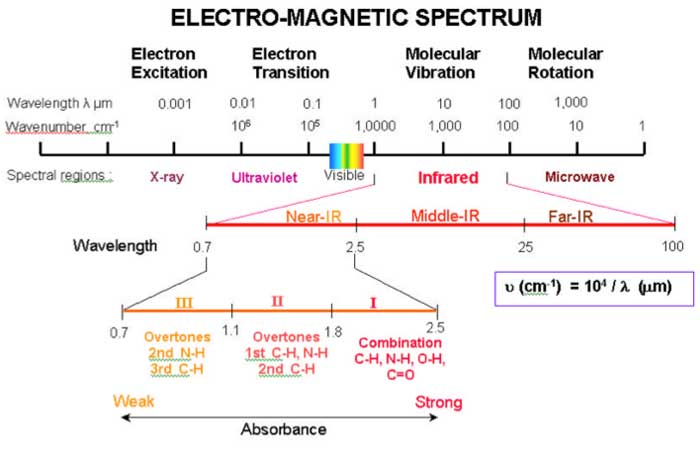 ELECTRO-MAGNETIC SPECTRUM
Electron Excitation
Electron Transition
Molecular Vibration
Molecular Rotation
Wavelength λ μm 0.001 0.01 0.1 1 10 100 1,000
Wavenumber cm⁻¹ 10⁶ 10⁵ 1,0000 1,000 100 10 1
Spectral regions : X-ray Ultraviolet Visible Infrared Microwave
Near-IR Middle-IR Far-IR
Wavelength 0.7 2.5 25 100
υ (cm⁻¹) = 10⁴ / λ (μm)
III II I
0.7 1.1 1.8 2.5
Overtones
2nd N-H
3rd C-H
Overtones
1st C-H, N-H
2nd C-H
Combination
C-H, N-H, O-H,
C=O
Weak Strong
Absorbance